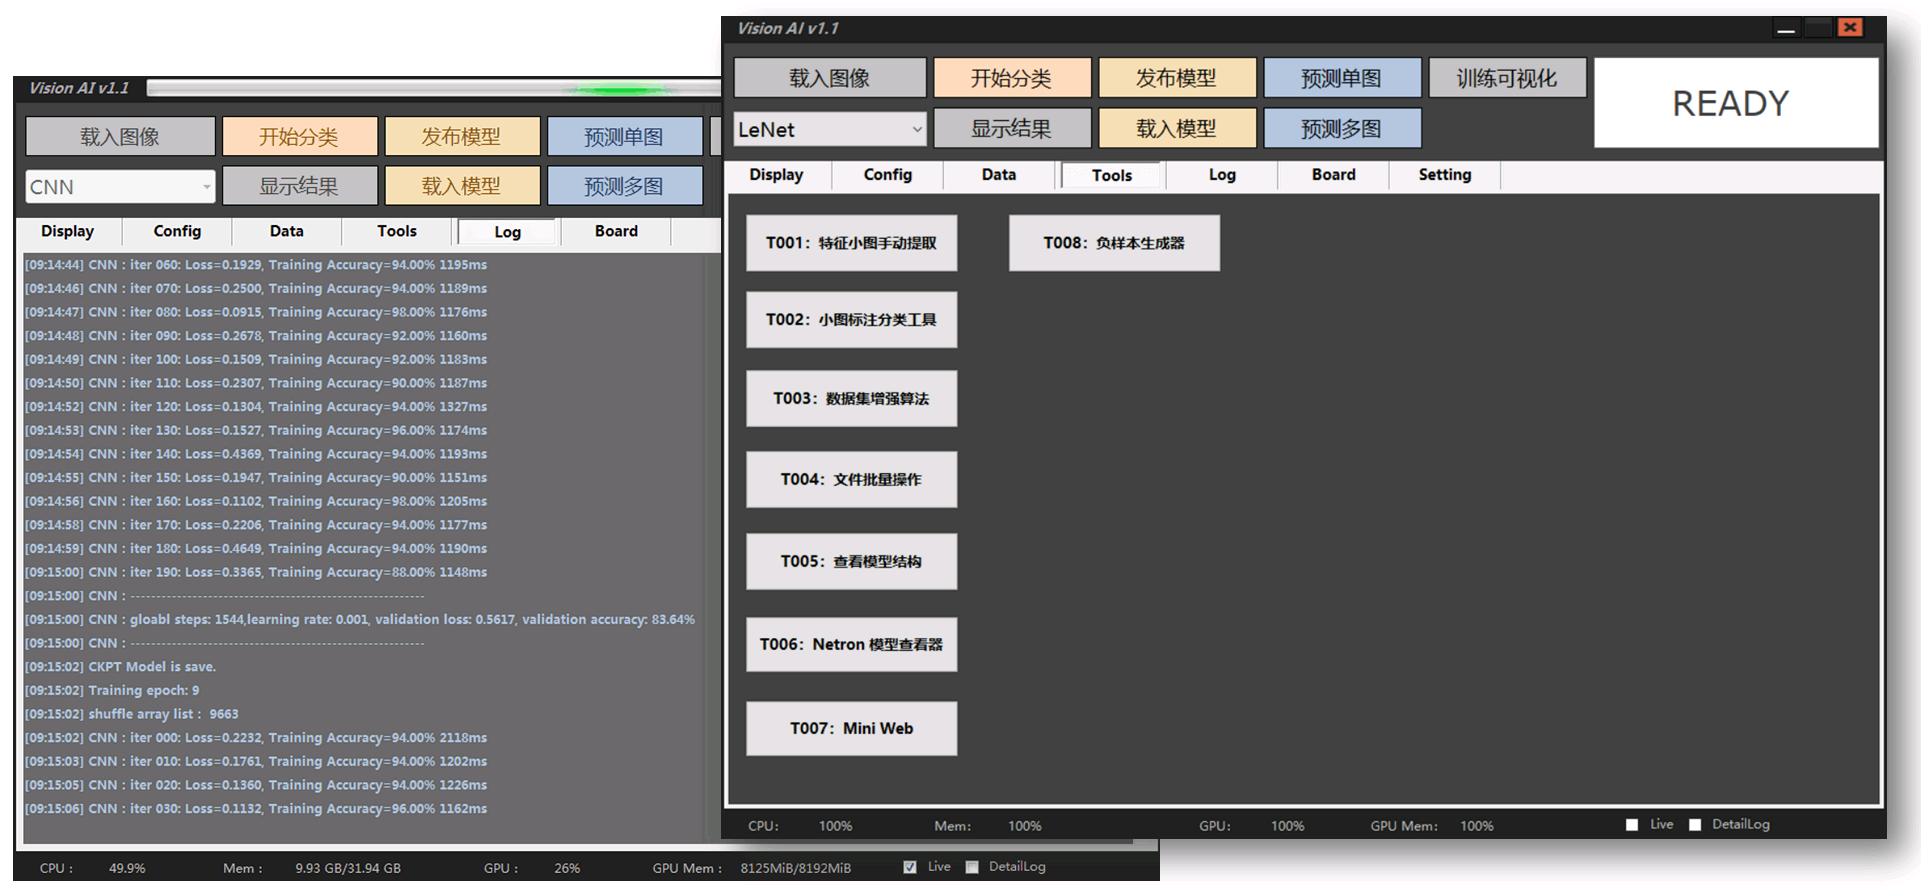 Vision AI v1.1
载入图像 开始分类 发布模型 预测单图
CNN 显示结果 载入模型 预测多图
Display Config Data Tools Log Board
[09:14:44] CNN : iter 060: Loss=0.1929, Training Accuracy=94.00% 1195ms
[09:14:46] CNN : iter 070: Loss=0.2500, Training Accuracy=94.00% 1189ms
[09:14:47] CNN : iter 080: Loss=0.0915, Training Accuracy=98.00% 1176ms
[09:14:48] CNN : iter 090: Loss=0.2678, Training Accuracy=92.00% 1160ms
[09:14:49] CNN : iter 100: Loss=0.1509, Training Accuracy=92.00% 1183ms
[09:14:50] CNN : iter 110: Loss=0.2307, Training Accuracy=90.00% 1187ms
[09:14:52] CNN : iter 120: Loss=0.1304, Training Accuracy=94.00% 1327ms
[09:14:53] CNN : iter 130: Loss=0.1527, Training Accuracy=96.00% 1174ms
[09:14:54] CNN : iter 140: Loss=0.4369, Training Accuracy=94.00% 1193ms
[09:14:55] CNN : iter 150: Loss=0.1947, Training Accuracy=90.00% 1151ms
[09:14:56] CNN : iter 160: Loss=0.1102, Training Accuracy=98.00% 1205ms
[09:14:58] CNN : iter 170: Loss=0.2206, Training Accuracy=94.00% 1177ms
[09:14:59] CNN : iter 180: Loss=0.4649, Training Accuracy=94.00% 1190ms
[09:15:00] CNN : iter 190: Loss=0.3365, Training Accuracy=88.00% 1148ms
[09:15:00] CNN : --------------------------------------------------------
[09:15:00] CNN : gloabl steps: 1544,learning rate: 0.001, validation loss: 0.5617, validation accuracy: 83.64%
[09:15:00] CNN : --------------------------------------------------------
[09:15:02] CKPT Model is save.
[09:15:02] Training epoch: 9
[09:15:02] shuffle array list : 9663
[09:15:02] CNN : iter 000: Loss=0.2232, Training Accuracy=94.00% 2118ms
[09:15:03] CNN : iter 010: Loss=0.1761, Training Accuracy=94.00% 1202ms
[09:15:05] CNN : iter 020: Loss=0.1360, Training Accuracy=94.00% 1226ms
[09:15:06] CNN : iter 030: Loss=0.1132, Training Accuracy=96.00% 1162ms
CPU : 49.9% Mem : 9.93 GB/31.94 GB GPU : 26% GPU Mem : 8125MiB/8192MiB Live DetailLog
Vision AI v1.1
载入图像 开始分类 发布模型 预测单图 训练可视化 READY
LeNet 显示结果 载入模型 预测多图
Display Config Data Tools Log Board Setting
T001：特征小图手动提取 T008：负样本生成器
T002：小图标注分类工具
T003：数据集增强算法
T004：文件批量操作
T005：查看模型结构
T006：Netron 模型查看器
T007：Mini Web
CPU: 100% Mem: 100% GPU: 100% GPU Mem: 100% Live DetailLog